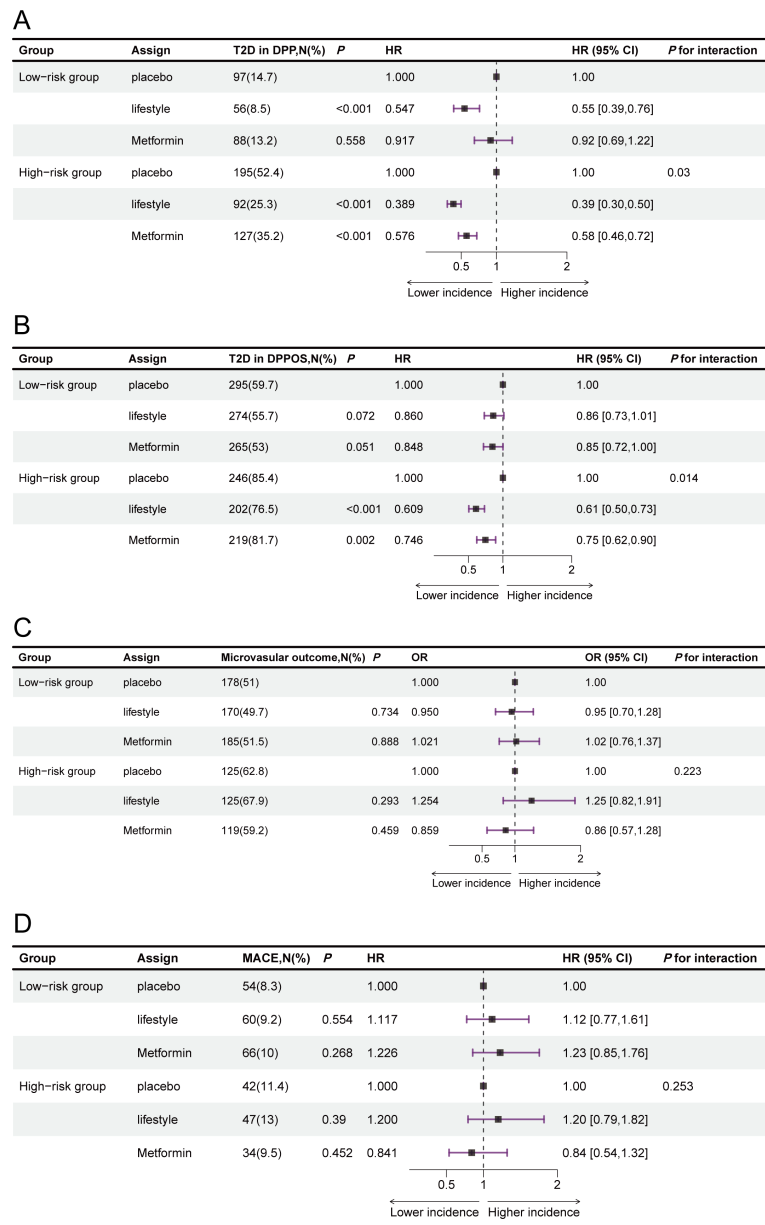 A
Group Assign T2D in DPP,N(%) P HR HR (95% CI) P for interaction
Low−risk group placebo 97(14.7) 1.000 1.00
lifestyle 56(8.5) <0.001 0.547 0.55 [0.39,0.76]
Metformin 88(13.2) 0.558 0.917 0.92 [0.69,1.22]
High−risk group placebo 195(52.4) 1.000 1.00 0.03
lifestyle 92(25.3) <0.001 0.389 0.39 [0.30,0.50]
Metformin 127(35.2) <0.001 0.576 0.58 [0.46,0.72]
0.5 1 2
Lower incidence Higher incidence
B
Group Assign T2D in DPPOS,N(%) P HR HR (95% CI) P for interaction
Low−risk group placebo 295(59.7) 1.000 1.00
lifestyle 274(55.7) 0.072 0.860 0.86 [0.73,1.01]
Metformin 265(53) 0.051 0.848 0.85 [0.72,1.00]
High−risk group placebo 246(85.4) 1.000 1.00 0.014
lifestyle 202(76.5) <0.001 0.609 0.61 [0.50,0.73]
Metformin 219(81.7) 0.002 0.746 0.75 [0.62,0.90]
0.5 1 2
Lower incidence Higher incidence
C
Group Assign Microvasular outcome,N(%) P OR OR (95% CI) P for interaction
Low−risk group placebo 178(51) 1.000 1.00
lifestyle 170(49.7) 0.734 0.950 0.95 [0.70,1.28]
Metformin 185(51.5) 0.888 1.021 1.02 [0.76,1.37]
High−risk group placebo 125(62.8) 1.000 1.00 0.223
lifestyle 125(67.9) 0.293 1.254 1.25 [0.82,1.91]
Metformin 119(59.2) 0.459 0.859 0.86 [0.57,1.28]
0.5 1 2
Lower incidence Higher incidence
D
Group Assign MACE,N(%) P HR HR (95% CI) P for interaction
Low−risk group placebo 54(8.3) 1.000 1.00
lifestyle 60(9.2) 0.554 1.117 1.12 [0.77,1.61]
Metformin 66(10) 0.268 1.226 1.23 [0.85,1.76]
High−risk group placebo 42(11.4) 1.000 1.00 0.253
lifestyle 47(13) 0.39 1.200 1.20 [0.79,1.82]
Metformin 34(9.5) 0.452 0.841 0.84 [0.54,1.32]
0.5 1 2
Lower incidence Higher incidence